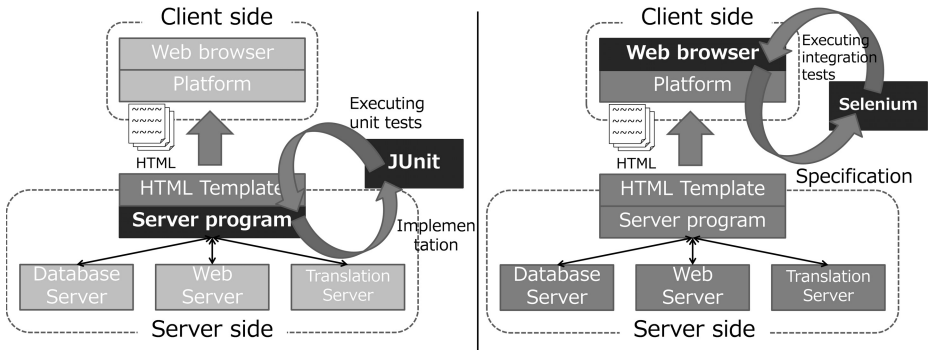 Client side
Web browser
Platform
~~~~
~~~~
~~~~
HTML
Executing
unit tests
JUnit
HTML Template
Server program
Implemen
tation
Database
Server
Web
Server
Translation
Server
Server side
Client side
Web browser
Platform
Executing
integration
tests
Selenium
~~~~
~~~~
~~~~
HTML
Specification
HTML Template
Server program
Database
Server
Web
Server
Translation
Server
Server side